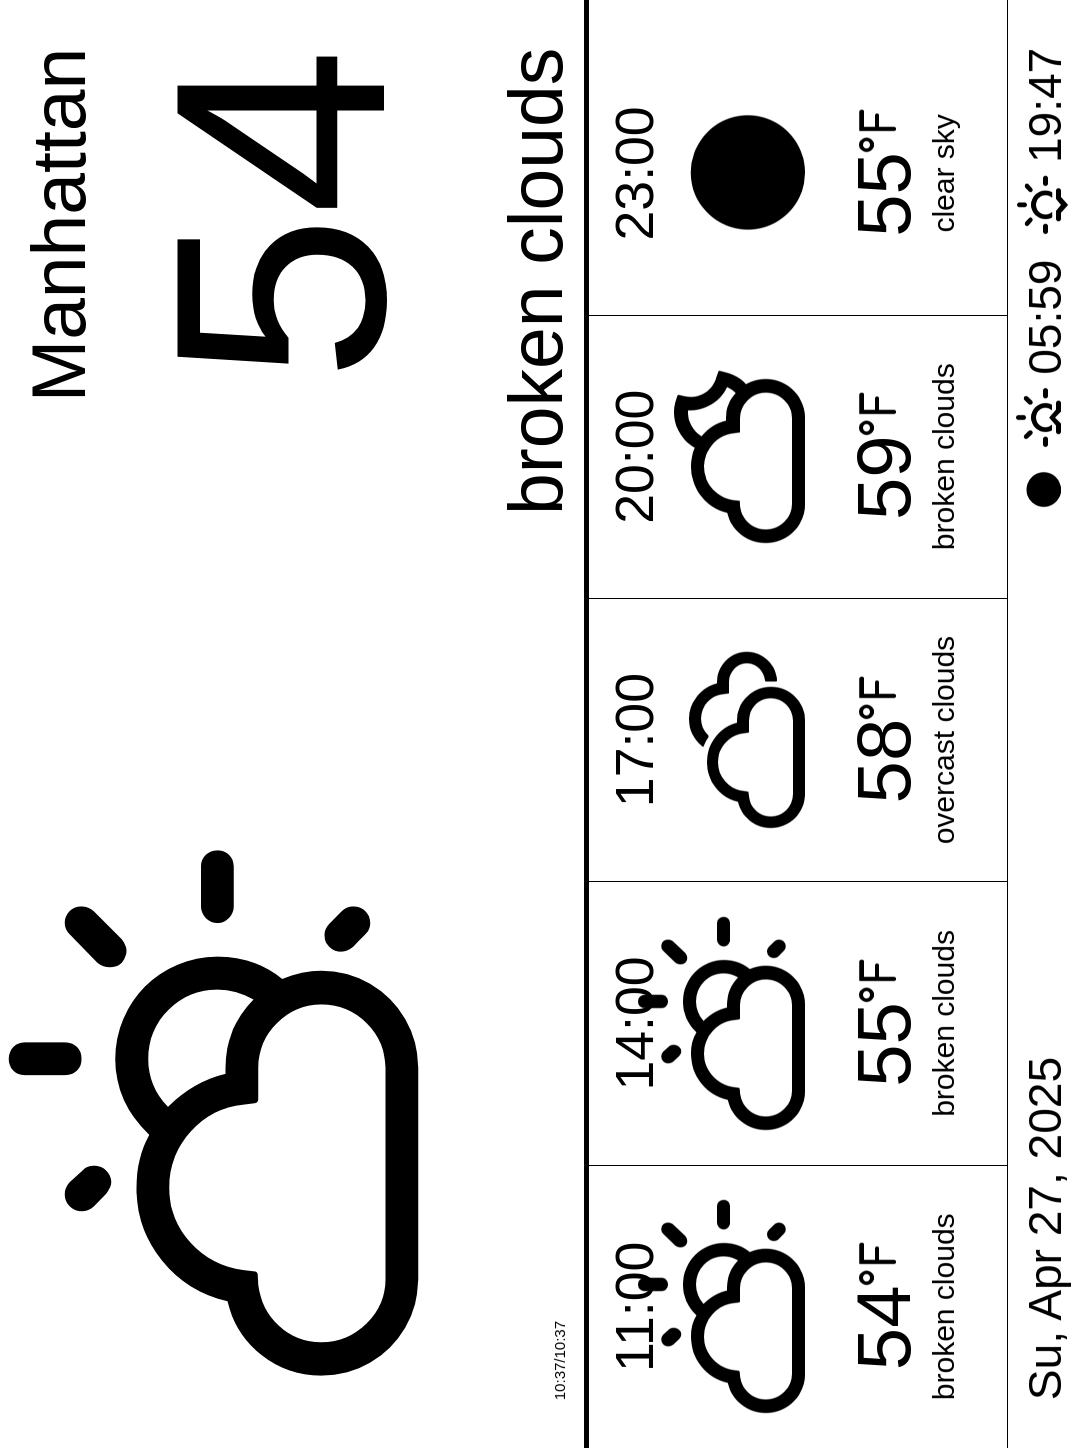 Manhattan
54
broken clouds
10:37/10:37
11:00 14:00 17:00 20:00 23:00
54°F 55°F 58°F 59°F 55°F
broken clouds broken clouds overcast clouds broken clouds clear sky
Su, Apr 27, 2025 05:59 19:47